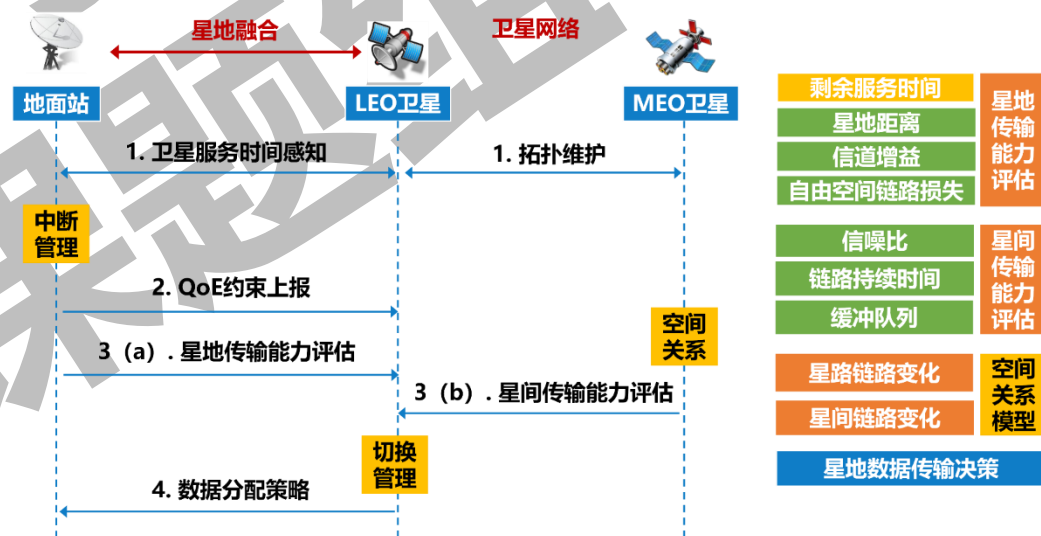 星地融合
卫星网络
地面站
LEO卫星
MEO卫星
1. 卫星服务时间感知
1. 拓扑维护
中断
管理
2. QoE约束上报
空间
关系
3（a）. 星地传输能力评估
3（b）. 星间传输能力评估
切换
管理
4. 数据分配策略
剩余服务时间
星地距离
信道增益
自由空间链路损失
星地
传输
能力
评估
信噪比
链路持续时间
缓冲队列
星间
传输
能力
评估
星路链路变化
星间链路变化
空间
关系
模型
星地数据传输决策
课题组